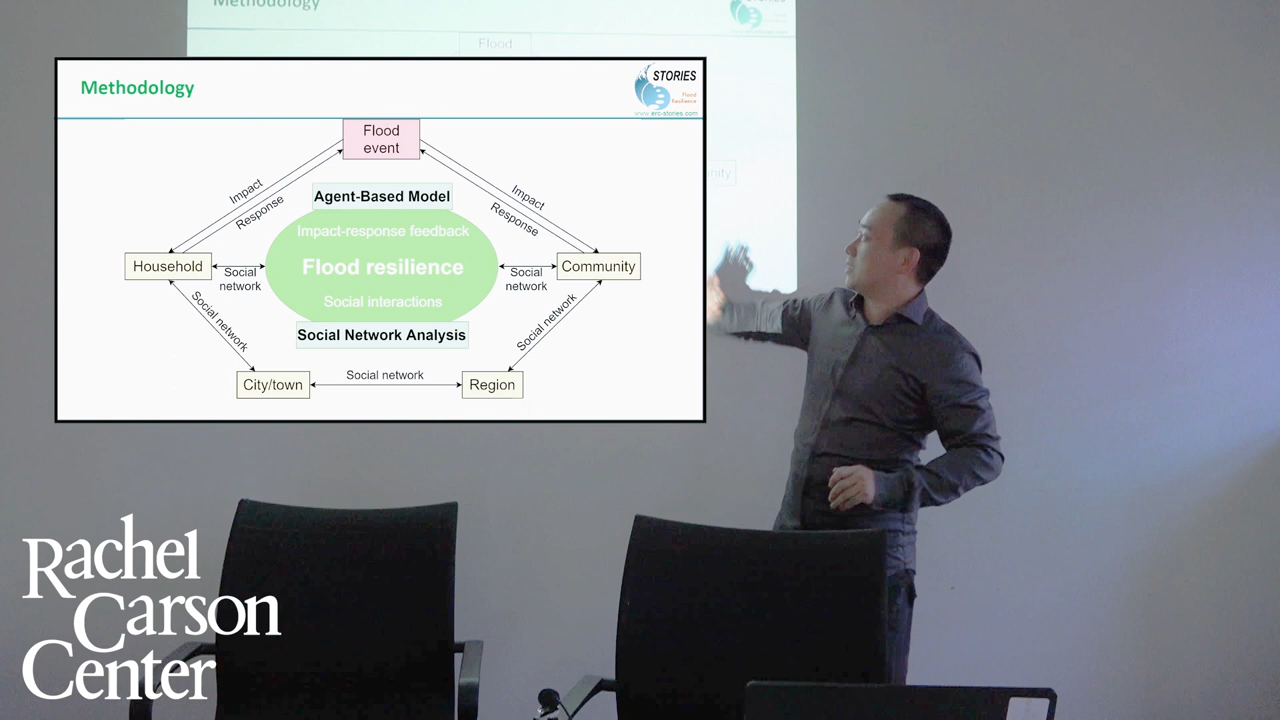 Methodology
STORIES
Flood
Methodology
STORIES
Flood
Resilience
www.erc-stories.com
Flood
event
Impact
Response
Impact
Response
Agent-Based Model
Impact-response feedback
Household
Social
network
Flood resilience
Social
network
Community
Social interactions
Social network
Social network
Social Network Analysis
City/town
Social network
Region
nity
Rachel
Carson
Center